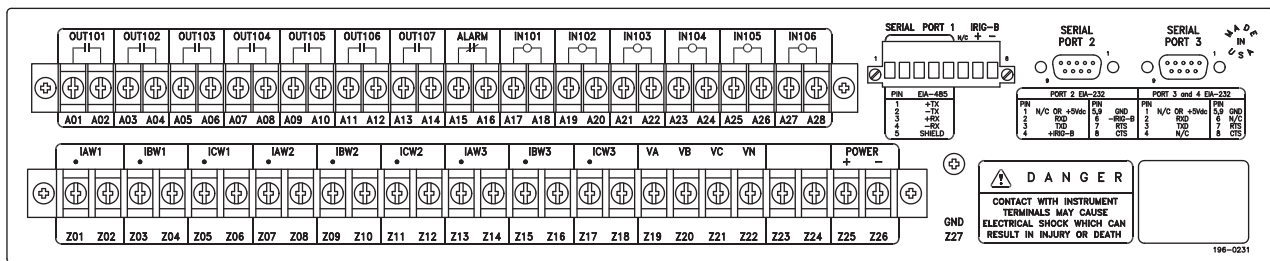 OUT101 OUT102 OUT103 OUT104 OUT105 OUT106 OUT107 ALARM IN101 IN102 IN103 IN104 IN105 IN106
A01 A02 A03 A04 A05 A06 A07 A08 A09 A10 A11 A12 A13 A14 A15 A16 A17 A18 A19 A20 A21 A22 A23 A24 A25 A26 A27 A28
SERIAL PORT 1 IRIG-B
N/C + −
1 8
PIN EIA-485
1 +TX
2 -TX
3 +RX
4 -RX
5 SHIELD
SERIAL
PORT 2
1
9
SERIAL
PORT 3
1
9
MADE
IN
USA
PORT 2 EIA-232
PIN PIN
1 N/C OR +5Vdc 5,9 GND
2 RXD 6 -IRIG-B
3 TXD 7 RTS
4 +IRIG-B 8 CTS
PORT 3 and 4 EIA-232
PIN PIN
1 N/C OR +5Vdc 5,9 GND
2 RXD 6 N/C
3 TXD 7 RTS
4 N/C 8 CTS
IAW1 IBW1 ICW1 IAW2 IBW2 ICW2 IAW3 IBW3 ICW3 VA VB VC VN POWER
+ −
Z01 Z02 Z03 Z04 Z05 Z06 Z07 Z08 Z09 Z10 Z11 Z12 Z13 Z14 Z15 Z16 Z17 Z18 Z19 Z20 Z21 Z22 Z23 Z24 Z25 Z26
GND
Z27
DANGER
CONTACT WITH INSTRUMENT
TERMINALS MAY CAUSE
ELECTRICAL SHOCK WHICH CAN
RESULT IN INJURY OR DEATH
196-0231